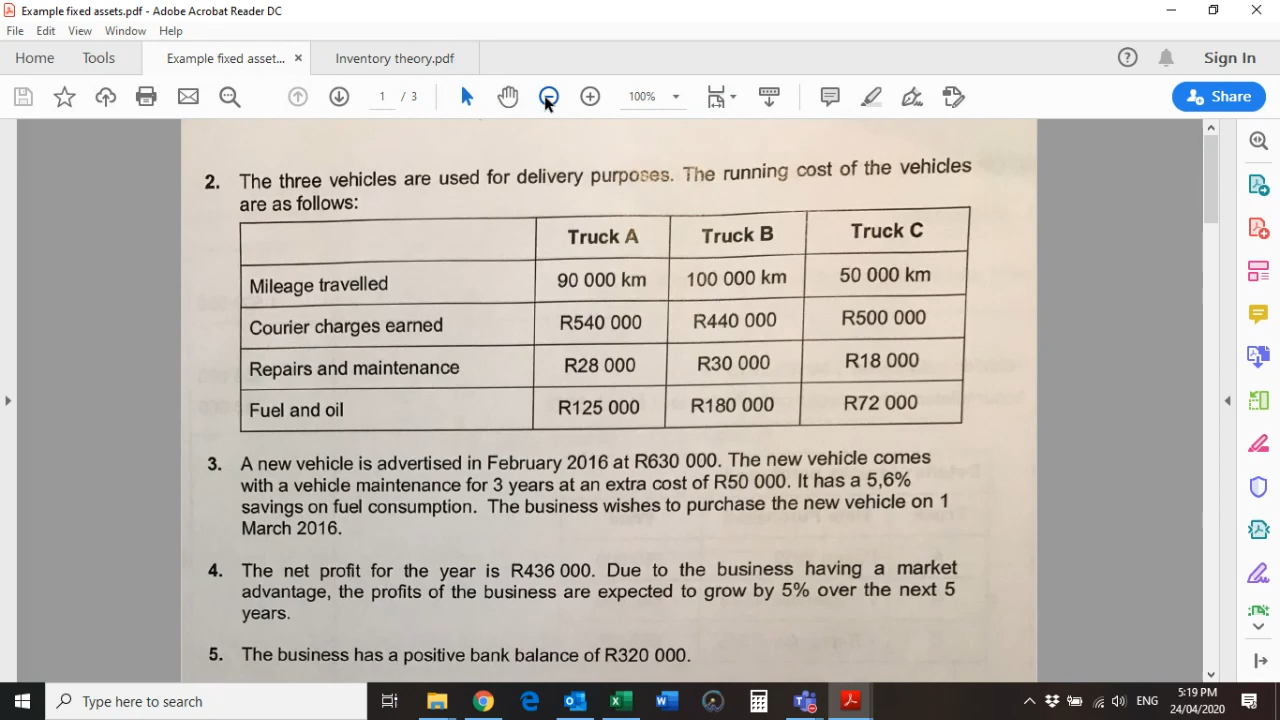 Example fixed assets.pdf - Adobe Acrobat Reader DC
File Edit View Window Help
Home Tools Example fixed asset... × Inventory theory.pdf Sign In
1 / 3 100% Share
2. The three vehicles are used for delivery purposes. The running cost of the vehicles
are as follows:
Truck A Truck B Truck C
Mileage travelled 90 000 km 100 000 km 50 000 km
Courier charges earned R540 000 R440 000 R500 000
Repairs and maintenance R28 000 R30 000 R18 000
Fuel and oil R125 000 R180 000 R72 000
3. A new vehicle is advertised in February 2016 at R630 000. The new vehicle comes
with a vehicle maintenance for 3 years at an extra cost of R50 000. It has a 5,6%
savings on fuel consumption. The business wishes to purchase the new vehicle on 1
March 2016.
4. The net profit for the year is R436 000. Due to the business having a market
advantage, the profits of the business are expected to grow by 5% over the next 5
years.
5. The business has a positive bank balance of R320 000.
Type here to search
ENG
5:19 PM
24/04/2020